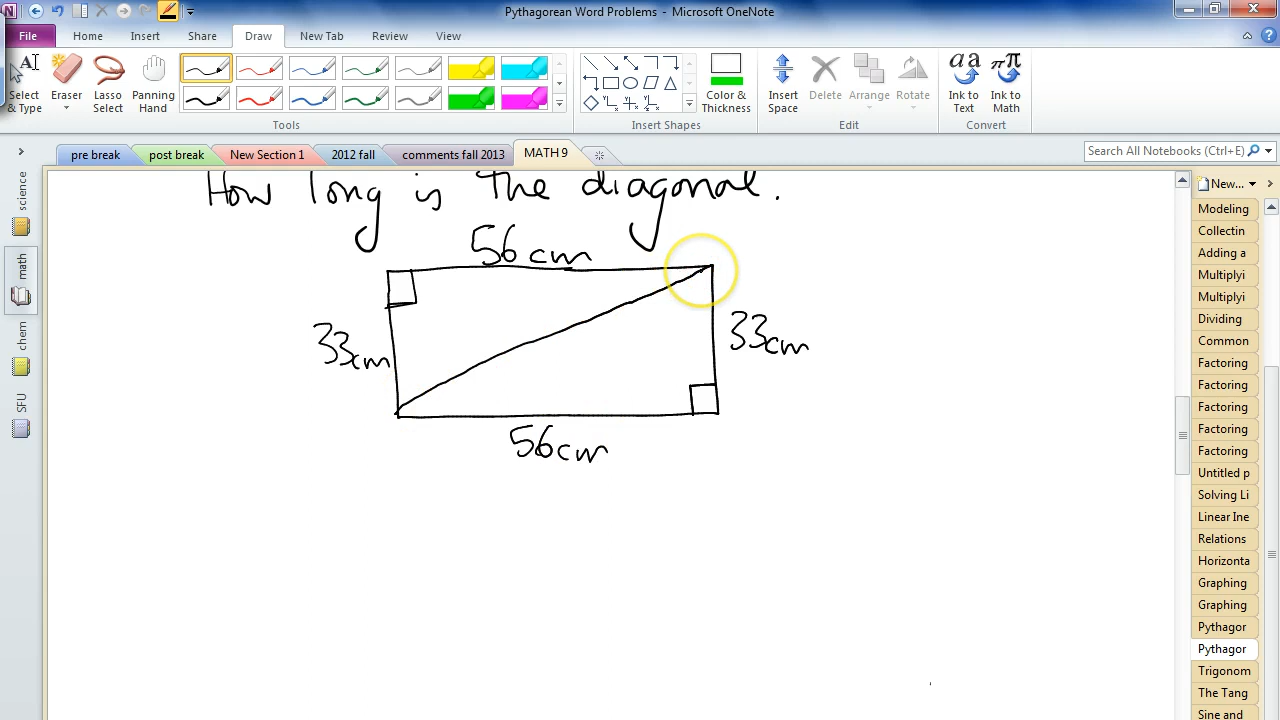 Pythagorean Word Problems - Microsoft OneNote
File Home Insert Share Draw New Tab Review View
Select & Type
Eraser
Lasso Select
Panning Hand
Color & Thickness
Insert Space
Delete
Arrange
Rotate
Ink to Text
Ink to Math
Tools
Insert Shapes
Edit
Convert
pre break
post break
New Section 1
2012 fall
comments fall 2013
MATH 9
Search All Notebooks (Ctrl+E)
science
math
chem
SFU
How long is the diagonal.
56cm
33cm
33cm
56cm
New...
Modeling
Collectin
Adding a
Multiplyi
Multiplyi
Dividing
Common
Factoring
Factoring
Factoring
Factoring
Factoring
Untitled p
Solving Li
Linear Ine
Relations
Horizonta
Graphing
Graphing
Pythagor
Pythagor
Trigonom
The Tang
Sine and